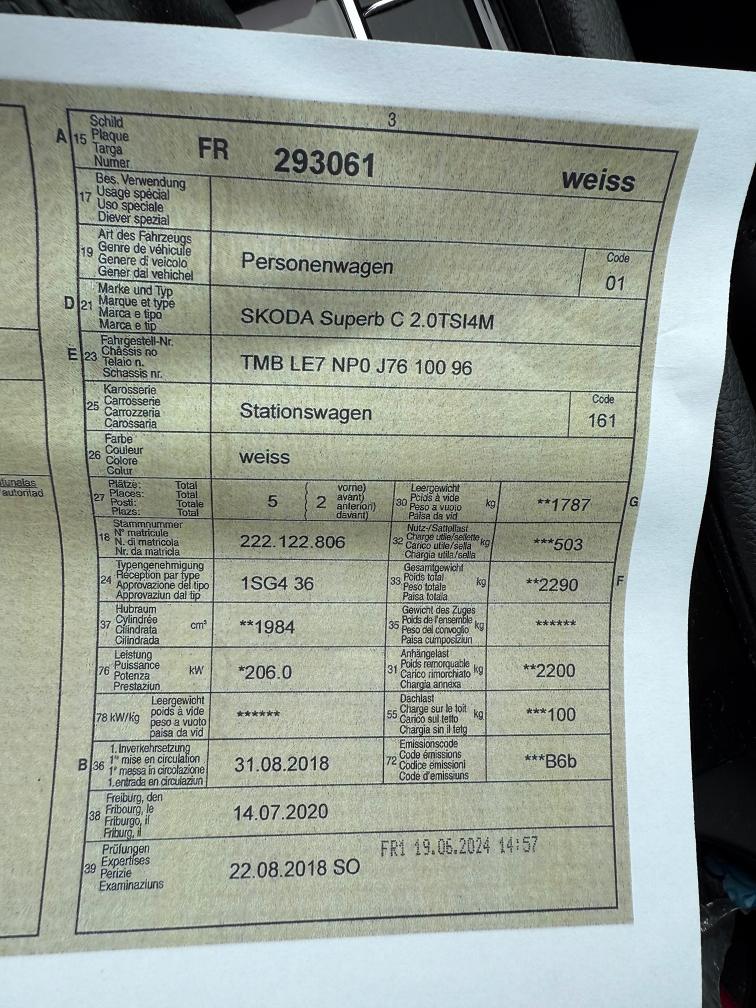 3
A 15 Schild
Plaque
Targa
Numer
FR 293061 weiss
17 Bes. Verwendung
Usage spécial
Uso speciale
Diever spezial
19 Art des Fahrzeugs
Genre de véhicule
Genere di veicolo
Gener dal vehichel
Personenwagen
Code
01
D 21 Marke und Typ
Marque et type
Marca e tipo
Marca e tip
SKODA Superb C 2.0TSI4M
E 23 Fahrgestell-Nr.
Châssis no
Telaio n.
Schassis nr.
TMB LE7 NP0 J76 100 96
25 Karosserie
Carrosserie
Carrozzeria
Carossaria
Stationswagen
Code
161
26 Farbe
Couleur
Colore
Colur
weiss
27 Plätze: Total
Places: Total
Posti: Totale
Plazs: Total
5 ( 2 vorne)
avant)
anteriori)
davant)
30 Leergewicht
Poids à vide
Peso a vuoto
Paisa da vid
kg
**1787
G
18 Stammnummer
N° matricule
N. di matricola
Nr. da matricla
222.122.806
32 Nutz-/Sattellast
Charge utile/sellette
Carico utile/sella
Chargia utila/sella
kg
***503
24 Typengenehmigung
Réception par type
Approvazione del tipo
Approvaziun dal tip
1SG4 36
33 Gesamtgewicht
Poids total
Peso totale
Paisa totala
kg
**2290
F
37 Hubraum
Cylindrée
Cilindrata
Cilindrada
cm³
**1984
35 Gewicht des Zuges
Poids de l'ensemble
Peso del convoglio
Paisa cumposiziun
kg
******
76 Leistung
Puissance
Potenza
Prestaziun
kW
*206.0
31 Anhängelast
Poids remorquable
Carico rimorchiato
Chargia annexa
kg
**2200
78 kW/kg Leergewicht
poids à vide
peso a vuoto
paisa da vid
******
55 Dachlast
Charge sur le toit
Carico sul tetto
Chargia sin il tetg
kg
***100
B 36 1. Inverkehrsetzung
1re mise en circulation
1a messa in circolazione
1. entrada en circulaziun
31.08.2018
72 Emissionscode
Code émissions
Codice emissioni
Code d'emissiuns
***B6b
38 Freiburg, den
Fribourg, le
Friburgo, il
Friburg, il
14.07.2020
39 Prüfungen
Expertises
Perizie
Examinaziuns
22.08.2018 SO
FR1 19.06.2024 14:57